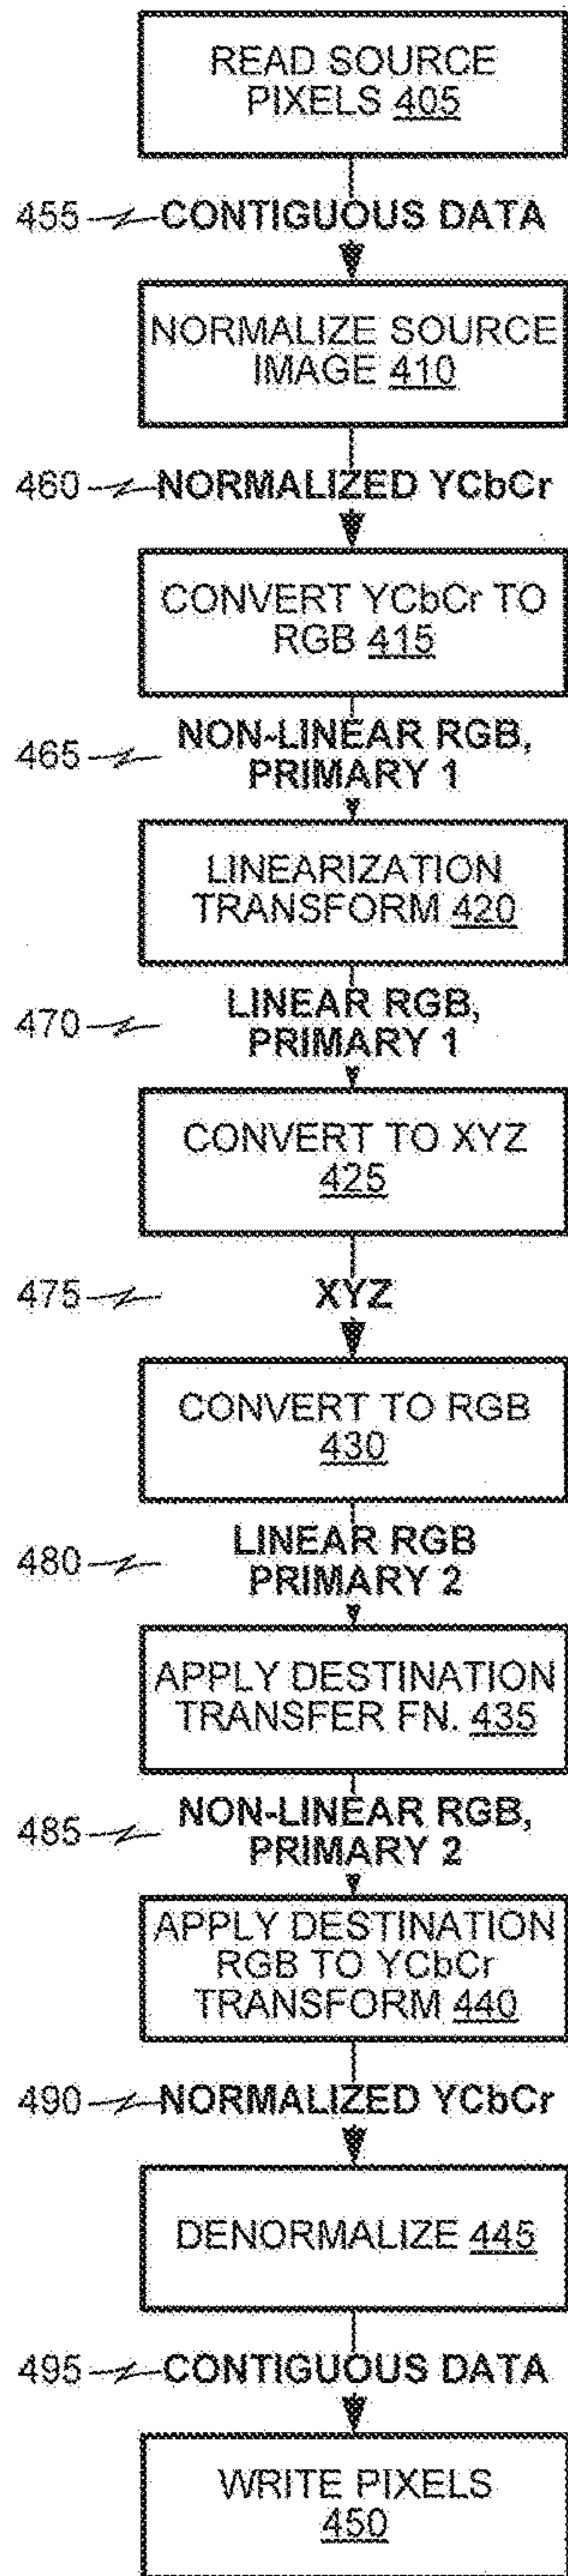 READ SOURCE
PIXELS 405
455 CONTIGUOUS DATA
NORMALIZE SOURCE
IMAGE 410
460 NORMALIZED YCbCr
CONVERT YCbCr TO
RGB 415
465 NON-LINEAR RGB,
PRIMARY 1
LINEARIZATION
TRANSFORM 420
470 LINEAR RGB,
PRIMARY 1
CONVERT TO XYZ
425
475 XYZ
CONVERT TO RGB
430
480 LINEAR RGB
PRIMARY 2
APPLY DESTINATION
TRANSFER FN. 435
485 NON-LINEAR RGB,
PRIMARY 2
APPLY DESTINATION
RGB TO YCbCr
TRANSFORM 440
490 NORMALIZED YCbCr
DENORMALIZE 445
495 CONTIGUOUS DATA
WRITE PIXELS
450